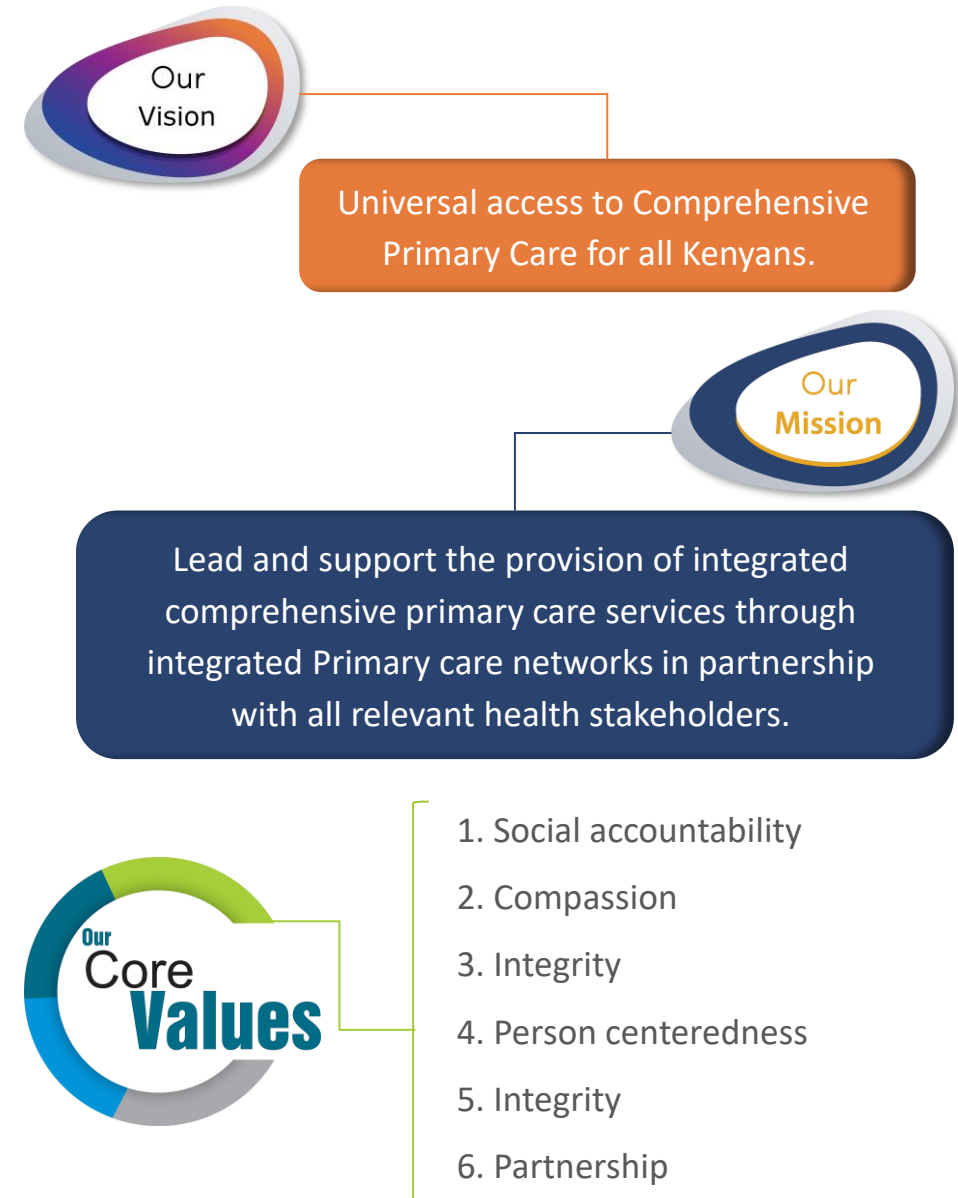 Our
Vision
Universal access to Comprehensive
Primary Care for all Kenyans.
Our
Mission
Lead and support the provision of integrated
comprehensive primary care services through
integrated Primary care networks in partnership
with all relevant health stakeholders.
Our
Core
Values
1. Social accountability
2. Compassion
3. Integrity
4. Person centeredness
5. Integrity
6. Partnership